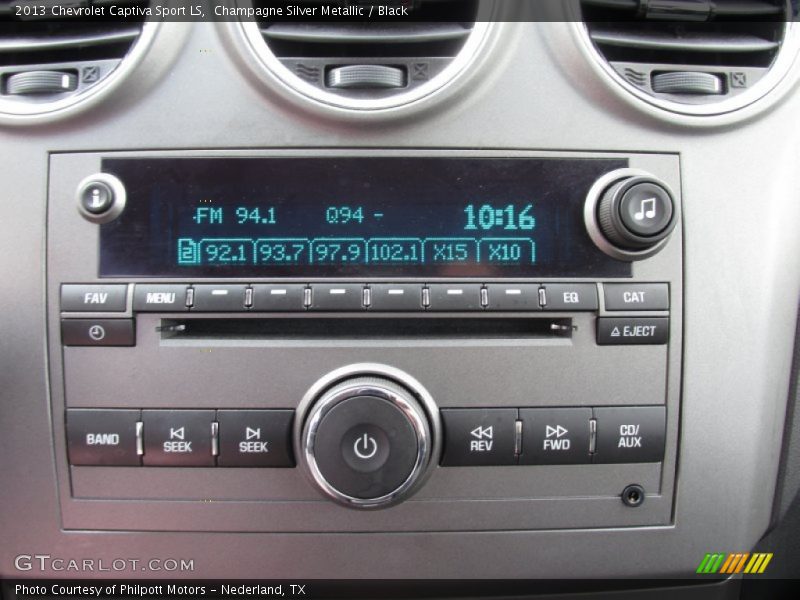 2013 Chevrolet Captiva Sport LS,  Champagne Silver Metallic / Black
FM 94.1 Q94 - 10:16
2 92.1 93.7 97.9 102.1 X15 X10
FAV MENU EQ CAT
EJECT
BAND SEEK SEEK REV FWD CD/
AUX
GTCARLOT.COM
Photo Courtesy of Philpott Motors - Nederland, TX